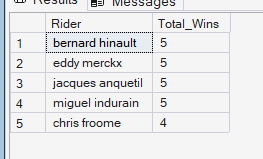 Results Messages
Rider Total_Wins
1 bernard hinault 5
2 eddy merckx 5
3 jacques anquetil 5
4 miguel indurain 5
5 chris froome 4